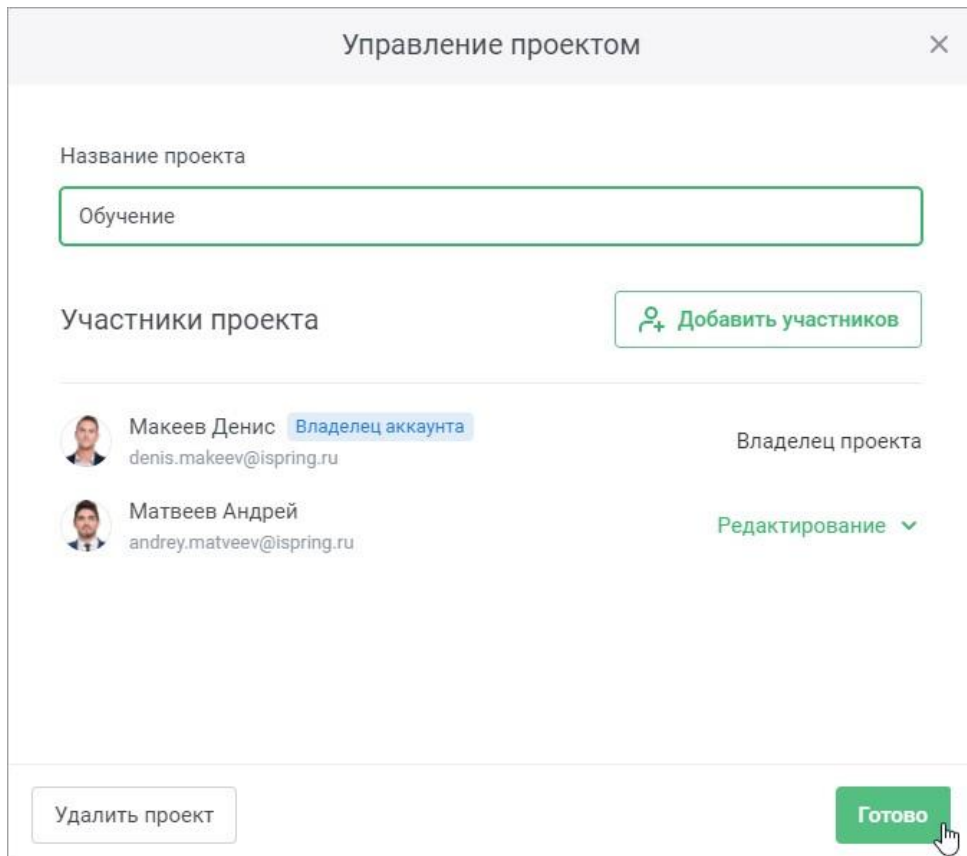 Управление проектом
Название проекта
Обучение
Участники проекта
Добавить участников
Макеев Денис Владелец аккаунта
denis.makeev@ispring.ru
Владелец проекта
Матвеев Андрей
andrey.matveev@ispring.ru
Редактирование
Удалить проект
Готово